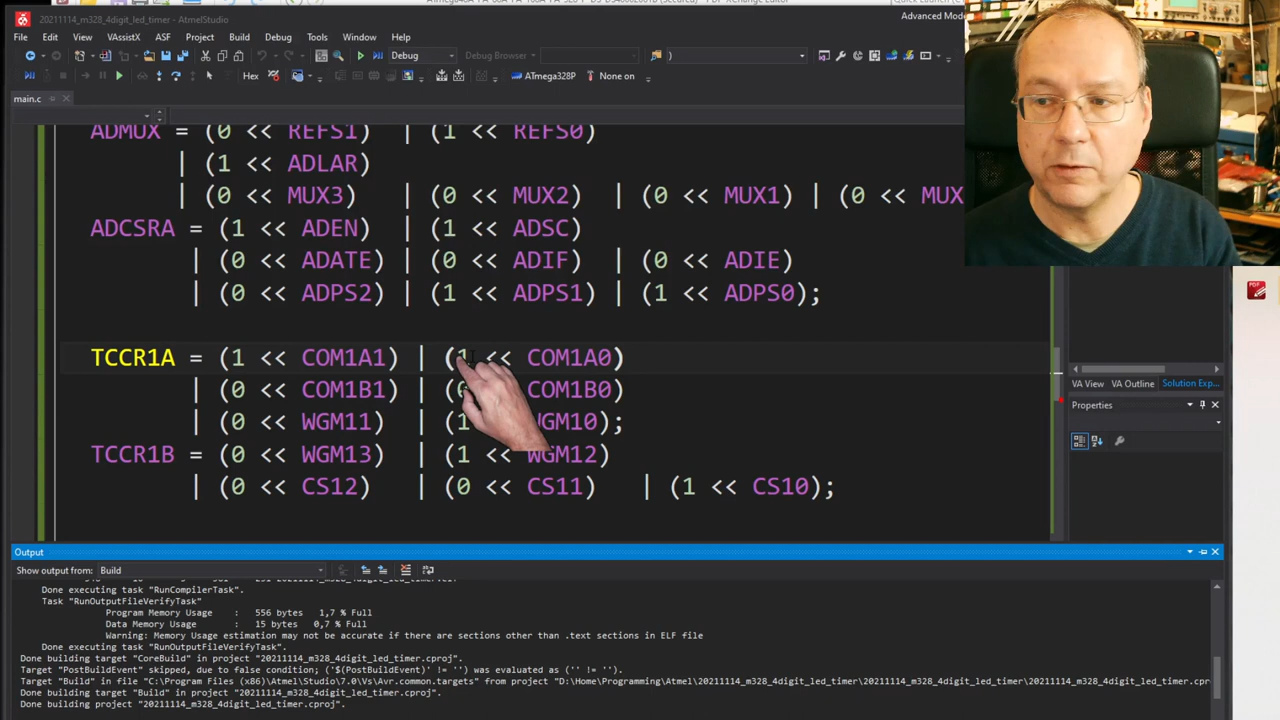 20211114_m328_4digit_led_timer - AtmelStudio
Advanced Mode
File Edit View VAssistX ASF Project Build Debug Tools Window Help
Debug
Debug Browser
)
Hex
ATmega328P
None on
main.c
ADMUX = (0 << REFS1) | (1 << REFS0)
| (1 << ADLAR)
| (0 << MUX3) | (0 << MUX2) | (0 << MUX1) | (0 << MUX
ADCSRA = (1 << ADEN) | (1 << ADSC)
| (0 << ADATE) | (0 << ADIF) | (0 << ADIE)
| (0 << ADPS2) | (1 << ADPS1) | (1 << ADPS0);
TCCR1A = (1 << COM1A1) | (1 << COM1A0)
| (0 << COM1B1) | (0 COM1B0)
| (0 << WGM11) | (1 WGM10);
TCCR1B = (0 << WGM13) | (1 << WGM12)
| (0 << CS12) | (0 << CS11) | (1 << CS10);
VA View VA Outline Solution Exp...
Properties
Output
Show output from: Build
Done executing task "RunCompilerTask".
Task "RunOutputFileVerifyTask"
Program Memory Usage : 556 bytes 1,7 % Full
Data Memory Usage : 15 bytes 0,7 % Full
Warning: Memory Usage estimation may not be accurate if there are sections other than .text sections in ELF file
Done executing task "RunOutputFileVerifyTask".
Done building target "CoreBuild" in project "20211114_m328_4digit_led_timer.cproj".
Target "PostBuildEvent" skipped, due to false condition; ('$(PostBuildEvent)' != '') was evaluated as ('' != '').
Target "Build" in file "C:\Program Files (x86)\Atmel\Studio\7.0\Vs\Avr.common.targets" from project "D:\Home\Programming\Atmel\20211114_m328_4digit_led_timer\20211114_m328_4digit_led_timer\20211114_m328_4digit_led_timer.cpro
Done building target "Build" in project "20211114_m328_4digit_led_timer.cproj".
Done building project "20211114_m328_4digit_led_timer.cproj".
PDF